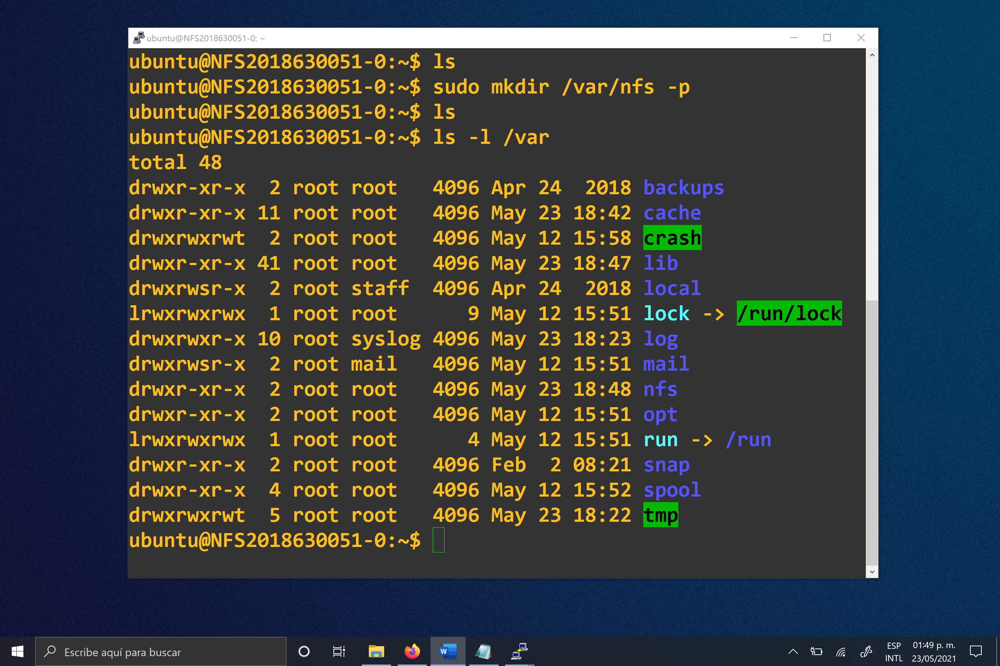 ubuntu@NFS2018630051-0: ~
ubuntu@NFS2018630051-0:~$ ls
ubuntu@NFS2018630051-0:~$ sudo mkdir /var/nfs -p
ubuntu@NFS2018630051-0:~$ ls
ubuntu@NFS2018630051-0:~$ ls -l /var
total 48
drwxr-xr-x  2 root root   4096 Apr 24  2018 backups
drwxr-xr-x 11 root root   4096 May 23 18:42 cache
drwxrwxrwt  2 root root   4096 May 12 15:58 crash
drwxr-xr-x 41 root root   4096 May 23 18:47 lib
drwxrwsr-x  2 root staff  4096 Apr 24  2018 local
lrwxrwxrwx  1 root root      9 May 12 15:51 lock -> /run/lock
drwxrwxr-x 10 root syslog 4096 May 23 18:23 log
drwxrwsr-x  2 root mail   4096 May 12 15:51 mail
drwxr-xr-x  2 root root   4096 May 23 18:48 nfs
drwxr-xr-x  2 root root   4096 May 12 15:51 opt
lrwxrwxrwx  1 root root      4 May 12 15:51 run -> /run
drwxr-xr-x  2 root root   4096 Feb  2 08:21 snap
drwxr-xr-x  4 root root   4096 May 12 15:52 spool
drwxrwxrwt  5 root root   4096 May 23 18:22 tmp
ubuntu@NFS2018630051-0:~$
Escribe aquí para buscar
W
ESP
INTL
01:49 p. m.
23/05/2021